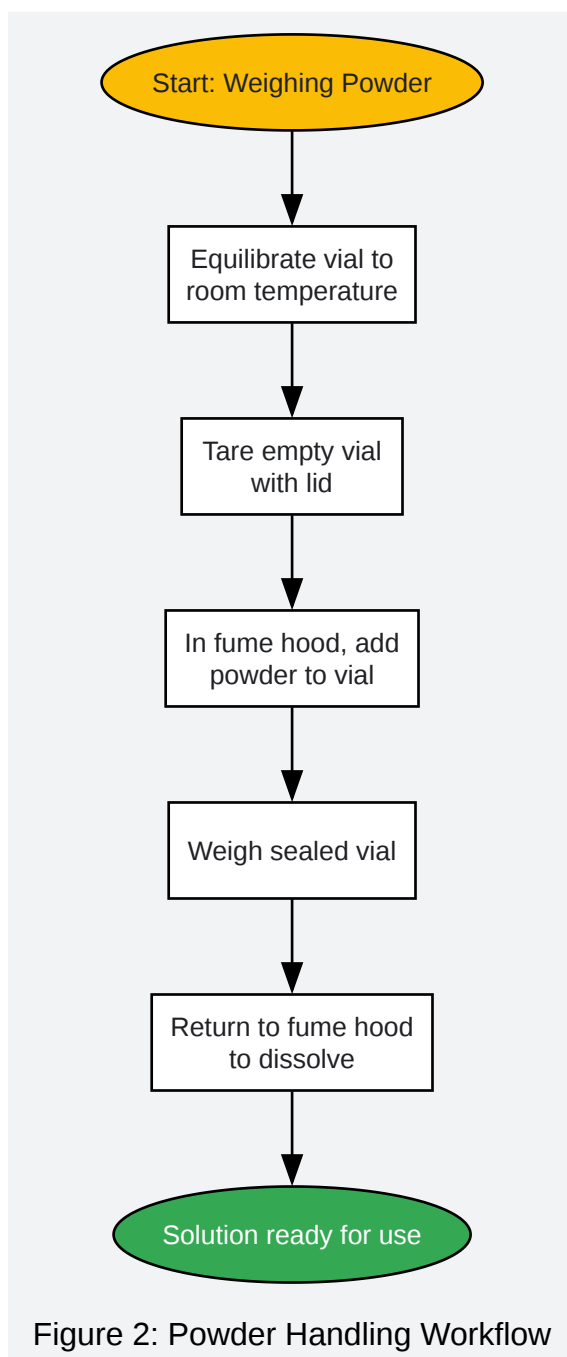 Start: Weighing Powder
Equilibrate vial to
room temperature
Tare empty vial
with lid
In fume hood, add
powder to vial
Weigh sealed vial
Return to fume hood
to dissolve
Solution ready for use
Figure 2: Powder Handling Workflow